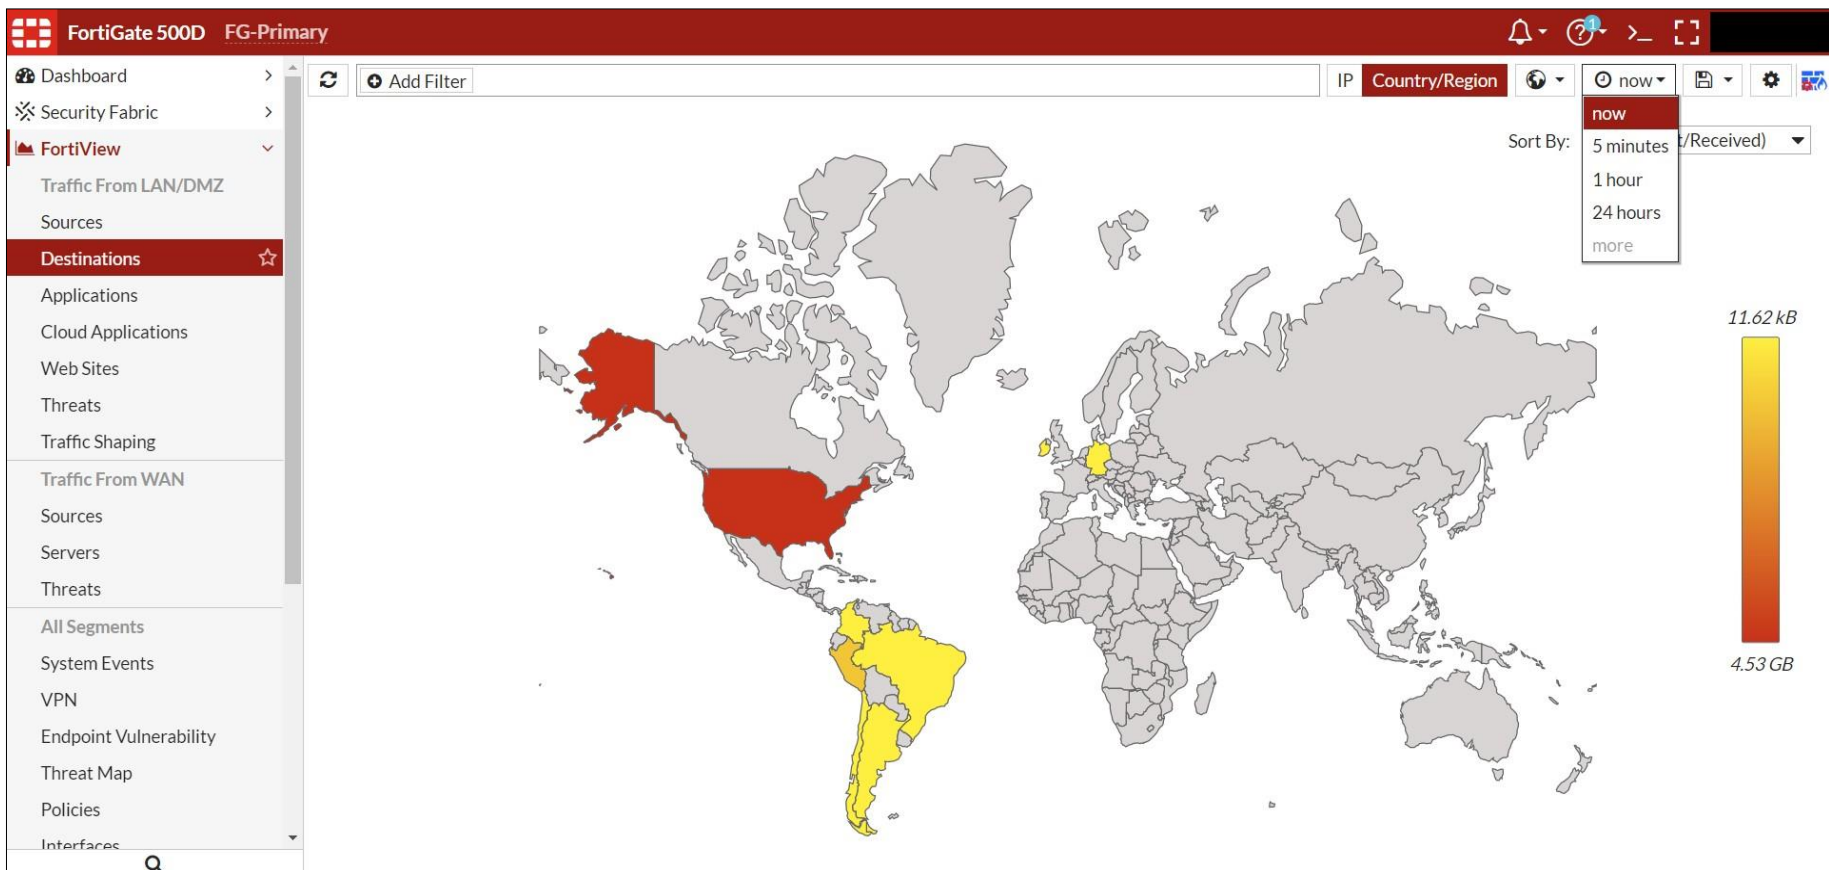 FortiGate 500D FG-Primary 1
Dashboard
Security Fabric
FortiView
Traffic From LAN/DMZ
Sources
Destinations
Applications
Cloud Applications
Web Sites
Threats
Traffic Shaping
Traffic From WAN
Sources
Servers
Threats
All Segments
System Events
VPN
Endpoint Vulnerability
Threat Map
Policies
Interfaces
Add Filter IP Country/Region now
now
5 minutes
1 hour
24 hours
more
Sort By: t/Received)
11.62 kB
4.53 GB